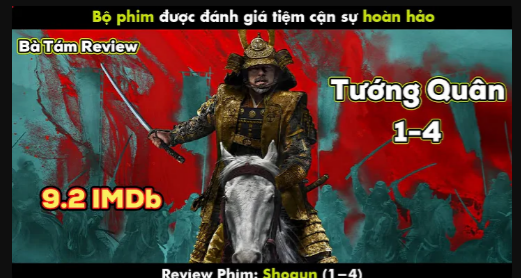 Bộ phim được đánh giá tiệm cận sự hoàn hảo
Bà Tám Review
Tướng Quân
1-4
9.2 IMDb
Review Phim: Shogun (1-4)